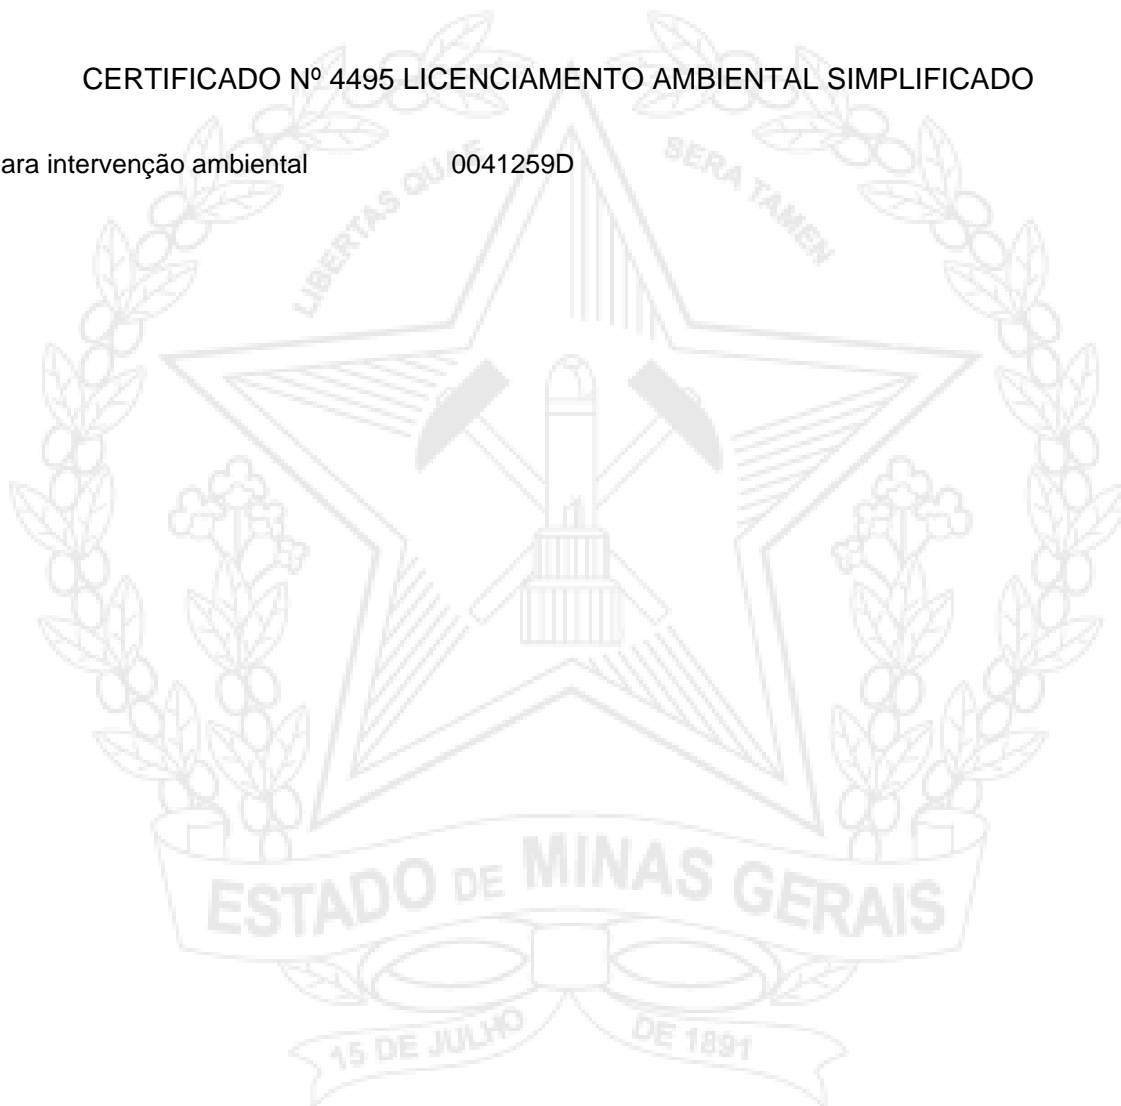 CERTIFICADO Nº 4495 LICENCIAMENTO AMBIENTAL SIMPLIFICADO
ara intervenção ambiental 0041259D
LIBERTAS QUÆ SERA TAMEN
ESTADO DE MINAS GERAIS
15 DE JULHO DE 1891